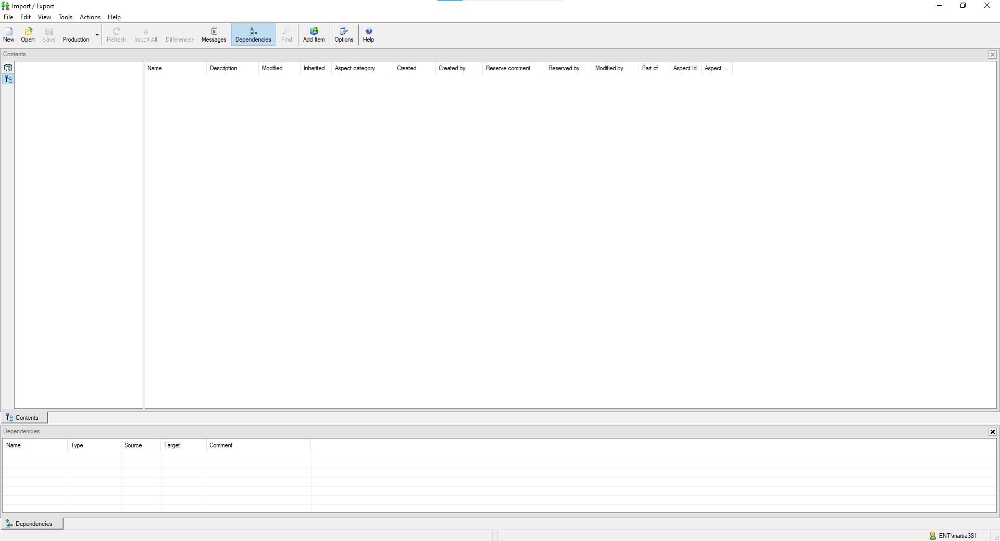 Import / Export
File Edit View Tools Actions Help
New Open Save Production Refresh Import All Differences Messages Dependencies Find Add Item Options Help
Contents
Name Description Modified Inherited Aspect category Created Created by Reserve comment Reserved by Modified by Part of Aspect Id Aspect ...
Contents
Dependencies
Name Type Source Target Comment
Dependencies
ENT\martia381